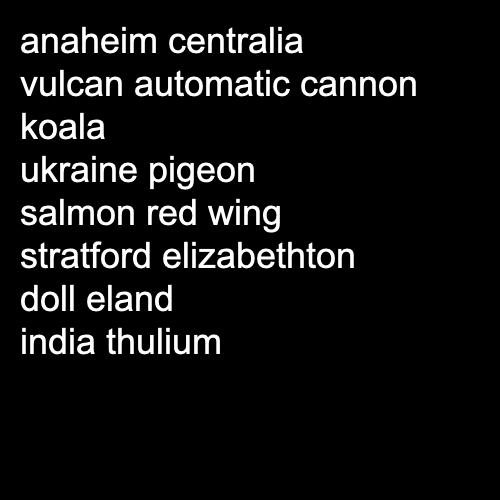 anaheim centralia
vulcan automatic cannon
koala
ukraine pigeon
salmon red wing
stratford elizabethton
doll eland
india thulium